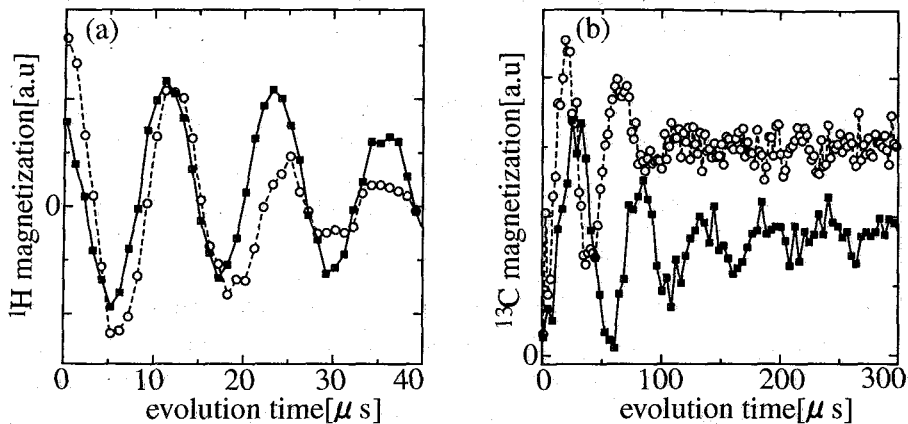 (a)
¹H magnetization[a.u]
0
0 10 20 30 40
evolution time[μ s]
(b)
¹³C magnetization[a.u]
0
0 100 200 300
evolution time[μ s]